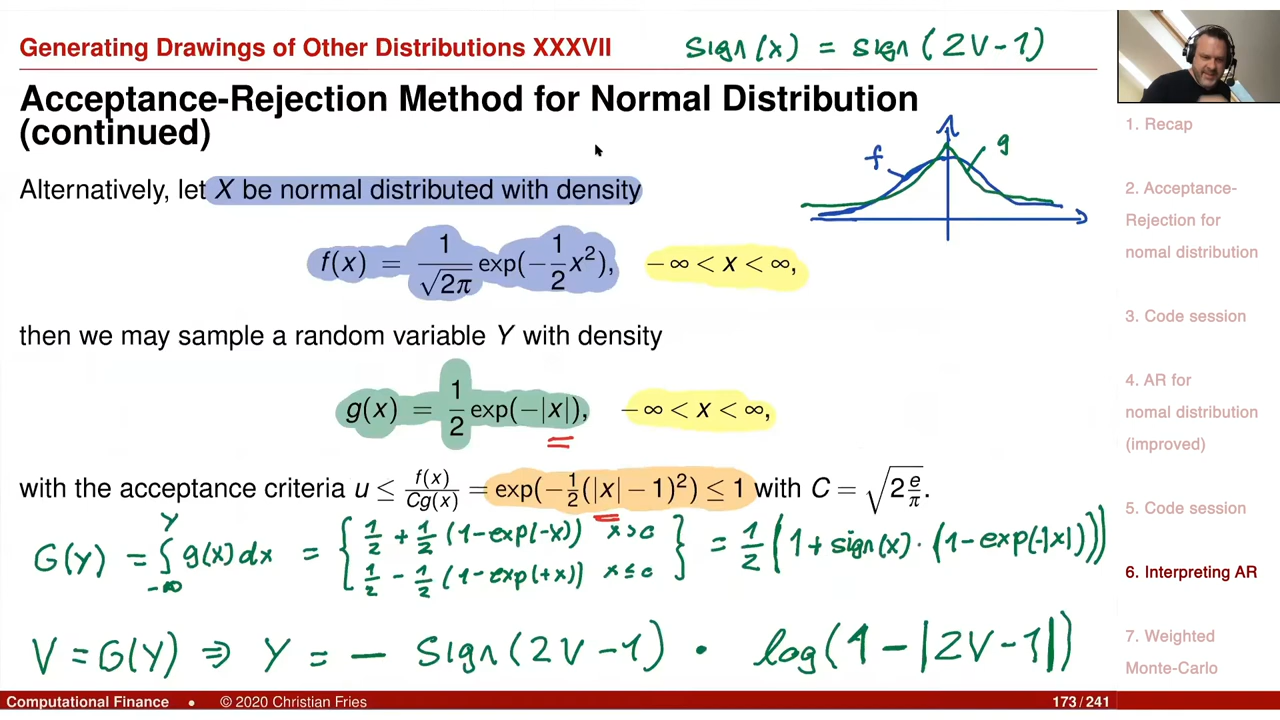 Generating Drawings of Other Distributions XXXVII
sign(x) = sign(2V-1)
Acceptance-Rejection Method for Normal Distribution
(continued)
f
g
Alternatively, let X be normal distributed with density
f(x) = 1/√2π exp(−1/2 x²), −∞ < x < ∞,
then we may sample a random variable Y with density
g(x) = 1/2 exp(−|x|), −∞ < x < ∞,
with the acceptance criteria u ≤ f(x)/Cg(x) = exp(−1/2(|x| − 1)²) ≤ 1 with C = √(2 e/π).
G(Y) = ∫_{-∞}^{Y} g(x)dx = { 1/2 + 1/2 (1-exp(-x)) x>0
1/2 - 1/2 (1-exp(+x)) x≤0 } = 1/2 (1 + sign(x) · (1-exp(-|x|)))
V = G(Y) ⇒ Y = − sign(2V-1) · log(1-|2V-1|)
1. Recap
2. Acceptance-
Rejection for
nomal distribution
3. Code session
4. AR for
nomal distribution
(improved)
5. Code session
6. Interpreting AR
7. Weighted
Monte-Carlo
Computational Finance © 2020 Christian Fries 173/241